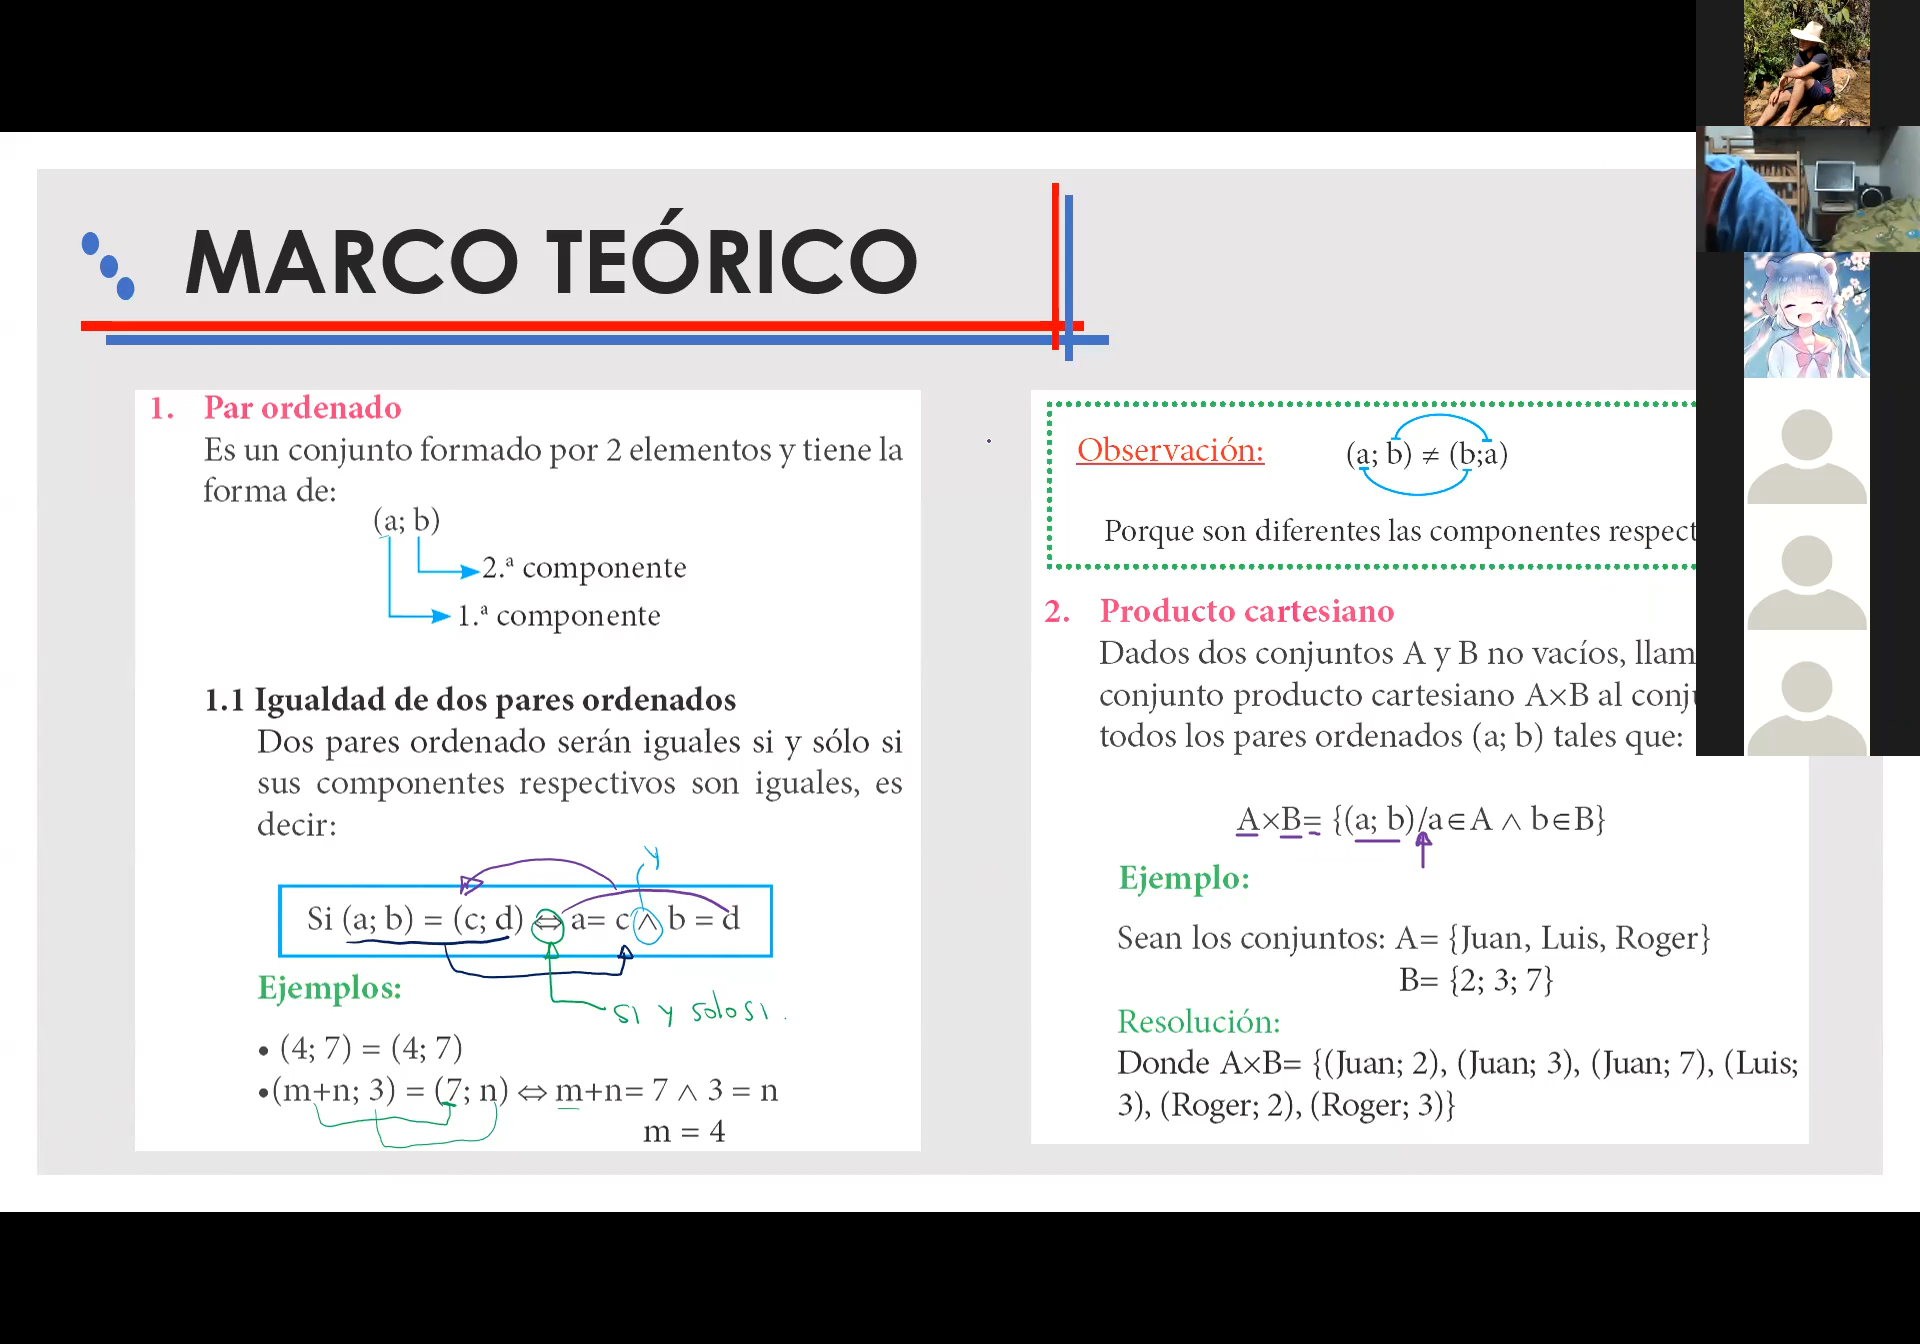 MARCO TEÓRICO
1. Par ordenado
Es un conjunto formado por 2 elementos y tiene la
forma de:
(a; b)
2.ª componente
1.ª componente
1.1 Igualdad de dos pares ordenados
Dos pares ordenado serán iguales si y sólo si
sus componentes respectivos son iguales, es
decir:
y
Si (a; b) = (c; d) ⇔ a= c ∧ b = d
Ejemplos:
SI Y SOLO SI.
• (4; 7) = (4; 7)
•(m+n; 3) = (7; n) ⇔ m+n= 7 ∧ 3 = n
m = 4
Observación: (a; b) ≠ (b;a)
Porque son diferentes las componentes respect
2. Producto cartesiano
Dados dos conjuntos A y B no vacíos, llam
conjunto producto cartesiano A×B al conj
todos los pares ordenados (a; b) tales que:
A×B= {(a; b)/a∈A ∧ b∈B}
Ejemplo:
Sean los conjuntos: A= {Juan, Luis, Roger}
B= {2; 3; 7}
Resolución:
Donde A×B= {(Juan; 2), (Juan; 3), (Juan; 7), (Luis;
3), (Roger; 2), (Roger; 3)}